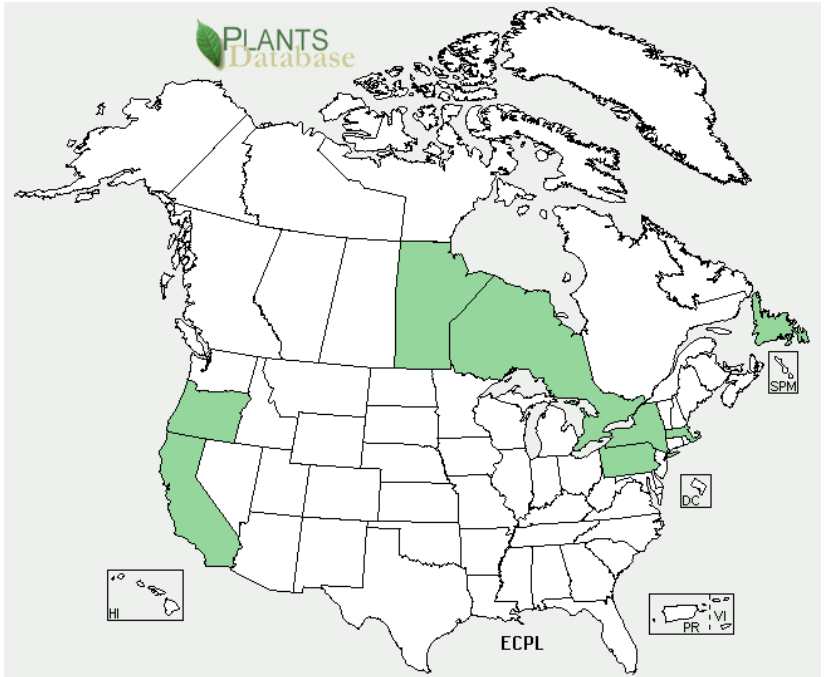 PLANTS
Database
SPM
DC
HI
PR
VI
ECPL